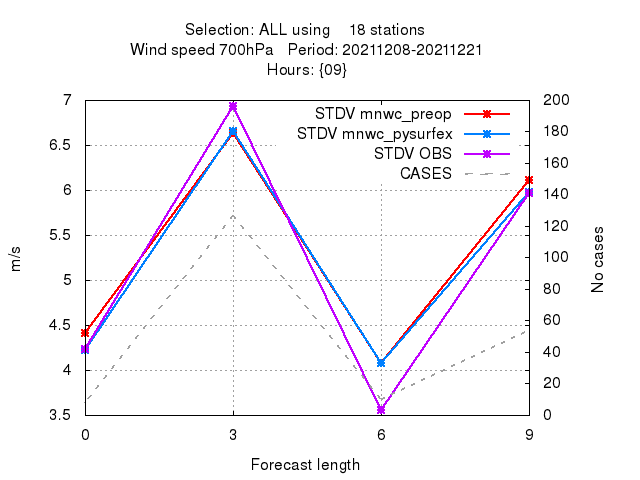 Selection: ALL using    18 stations
Wind speed 700hPa   Period: 20211208-20211221
Hours: {09}
7
6.5
6
5.5
5
4.5
4
3.5
m/s
STDV mnwc_preop
STDV mnwc_pysurfex
STDV OBS
CASES
200
180
160
140
120
100
80
60
40
20
0
No cases
0 3 6 9
Forecast length